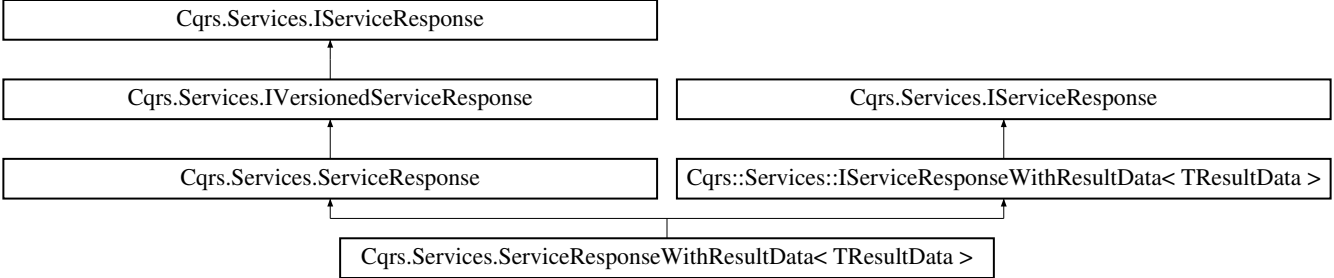 Cqrs.Services.IServiceResponse
Cqrs.Services.IVersionedServiceResponse
Cqrs.Services.IServiceResponse
Cqrs.Services.ServiceResponse
Cqrs::Services::IServiceResponseWithResultData< TResultData >
Cqrs.Services.ServiceResponseWithResultData< TResultData >